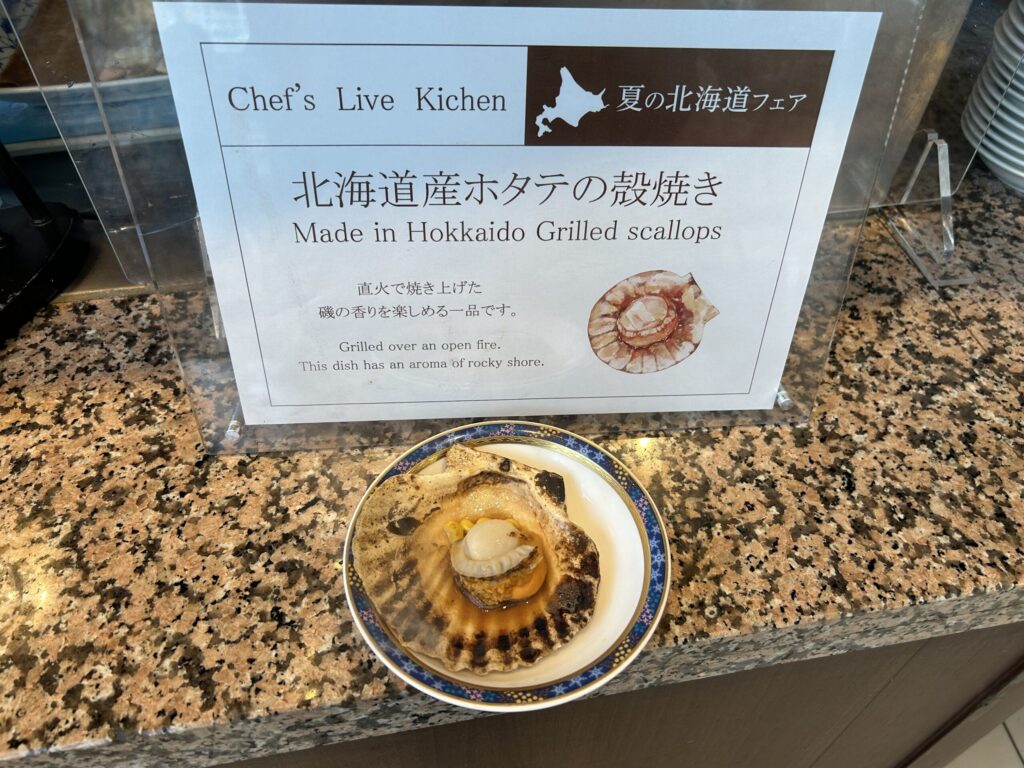 Chef's Live Kichen
夏の北海道フェア
北海道産ホタテの殻焼き
Made in Hokkaido Grilled scallops
直火で焼き上げた
磯の香りを楽しめる一品です。
Grilled over an open fire.
This dish has an aroma of rocky shore.